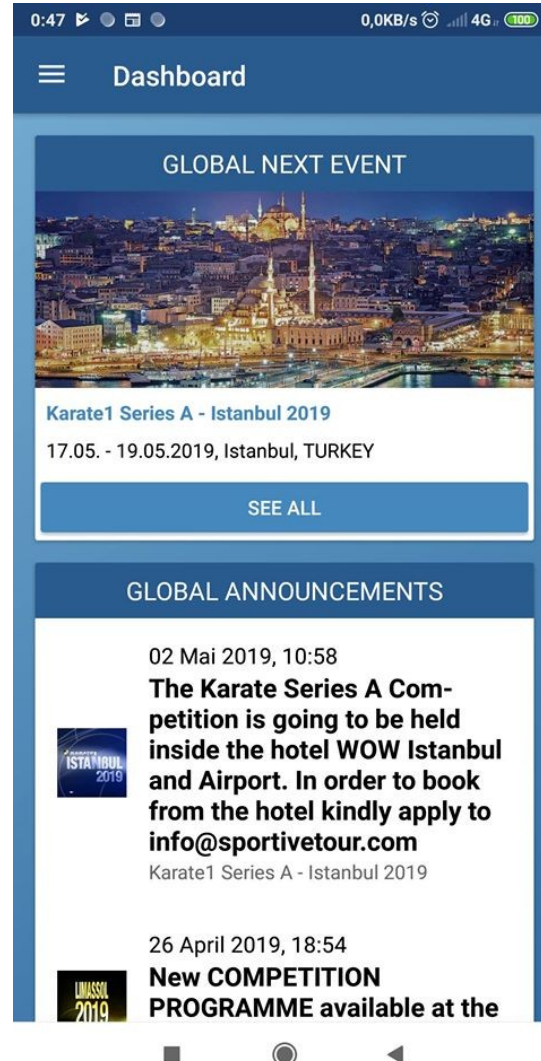 0:47 0,0KB/s 4G 100
Dashboard
GLOBAL NEXT EVENT
Karate1 Series A - Istanbul 2019
17.05. - 19.05.2019, Istanbul, TURKEY
SEE ALL
GLOBAL ANNOUNCEMENTS
02 Mai 2019, 10:58
The Karate Series A Com-
petition is going to be held
inside the hotel WOW Istanbul
and Airport. In order to book
from the hotel kindly apply to
info@sportivetour.com
ISTANBUL
2019
Karate1 Series A - Istanbul 2019
26 April 2019, 18:54
New COMPETITION
PROGRAMME available at the
LIMASSOL
2019